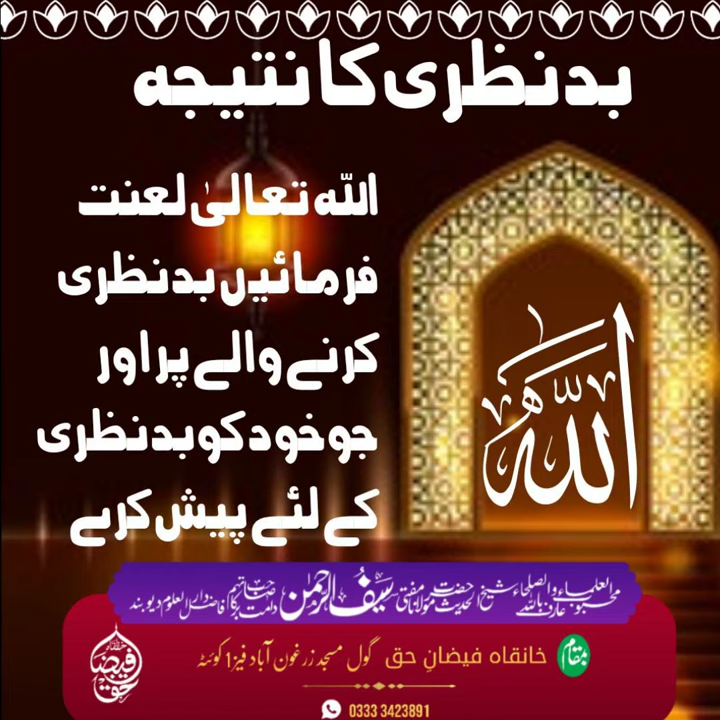 بدنظری کا نتیجہ
اللہ تعالیٰ لعنت
فرمائیں بدنظری
کرنے والے پر اور
جو خود کو بدنظری
کے لئے پیش کرے
اللہ
محبوب العلماء والصلحاء عارف باللہ شیخ الحدیث حضرت مولانا مفتی سیف الرحمٰن صاحب دامت برکاتہم فاضل دارالعلوم دیوبند
مقام خانقاہ فیضانِ حق گول مسجد زرغون آباد فیز 1 کوئٹہ
0333 3423891